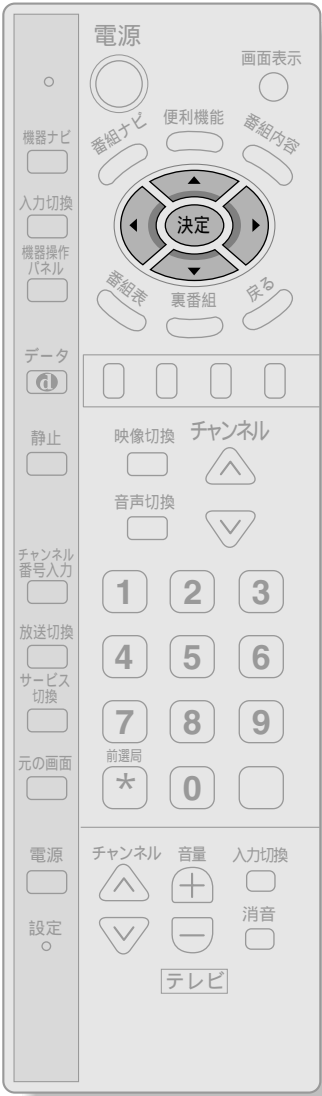 電源
画面表示
番組ナビ
便利機能
番組内容
機器ナビ
入力切換
決定
機器操作
パネル
番組表
裏番組
戻る
データ
d
静止
映像切換
チャンネル
音声切換
チャンネル
番号入力
1 2 3
放送切換
4 5 6
サービス
切換
7 8 9
元の画面
前選局
* 0
電源
チャンネル
音量
+
入力切換
設定
消音
−
テレビ